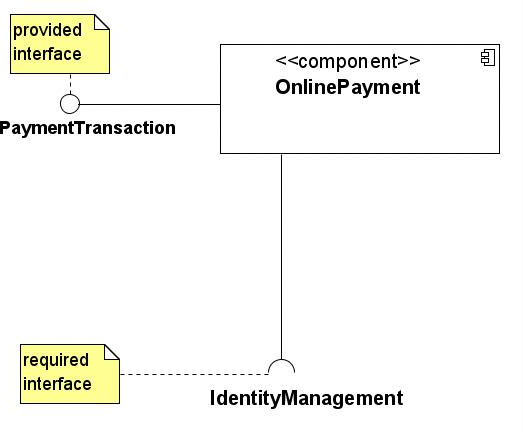 provided
interface
<<component>>
OnlinePayment
PaymentTransaction
required
interface
IdentityManagement